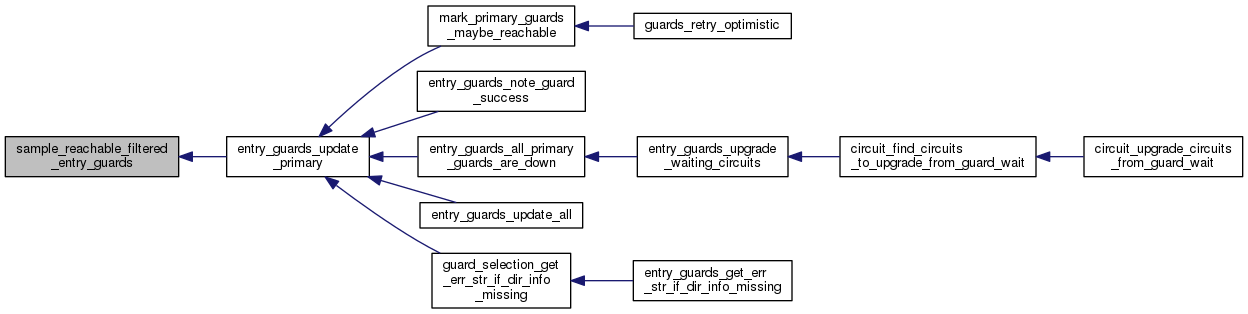 mark_primary_guards
_maybe_reachable
guards_retry_optimistic
entry_guards_note_guard
_success
sample_reachable_filtered
_entry_guards
entry_guards_update
_primary
entry_guards_all_primary
_guards_are_down
entry_guards_upgrade
_waiting_circuits
circuit_find_circuits
_to_upgrade_from_guard_wait
circuit_upgrade_circuits
_from_guard_wait
entry_guards_update_all
guard_selection_get
_err_str_if_dir_info
_missing
entry_guards_get_err
_str_if_dir_info_missing